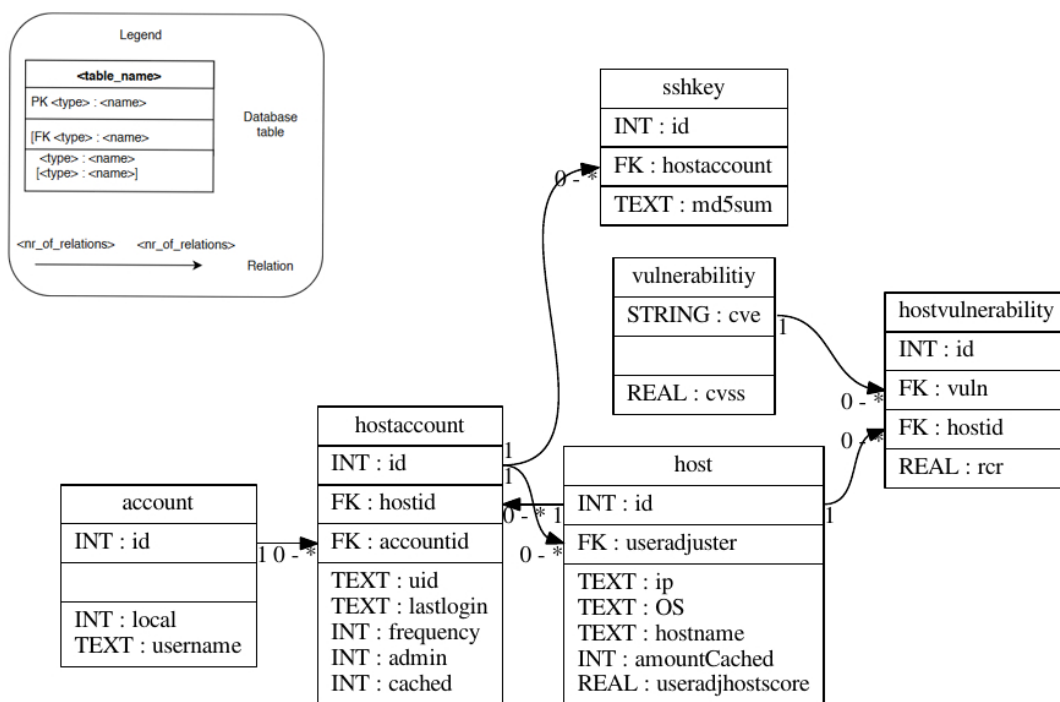 Legend
<table_name>
PK <type> : <name>
[FK <type> : <name>
<type> : <name>
[<type> : <name>]
Database
table
<nr_of_relations> <nr_of_relations>
Relation
sshkey
INT : id
FK : hostaccount
TEXT : md5sum
0 - *
vulnerabilitiy
STRING : cve
REAL : cvss
1
hostvulnerability
INT : id
FK : vuln
FK : hostid
REAL : rcr
0 - *
0 - *
hostaccount
INT : id
FK : hostid
FK : accountid
TEXT : uid
TEXT : lastlogin
INT : frequency
INT : admin
INT : cached
1
1
0 - * 1
0 - *
host
INT : id
FK : useradjuster
TEXT : ip
TEXT : OS
TEXT : hostname
INT : amountCached
REAL : useradjhostscore
1
account
INT : id
INT : local
TEXT : username
1 0 - *